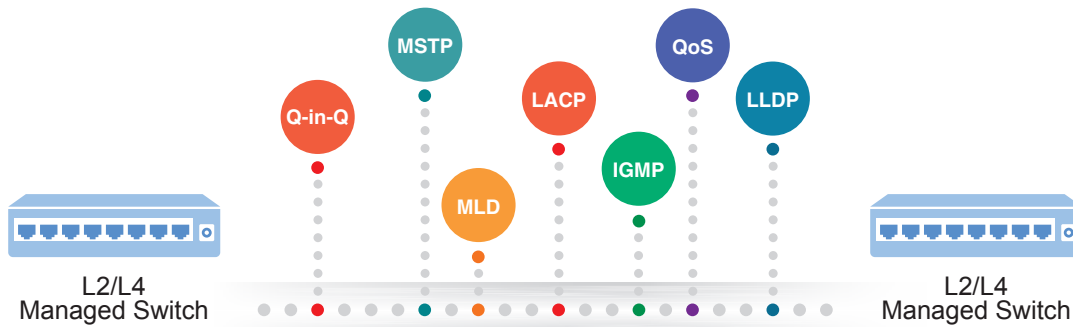 MSTP
QoS
LACP
LLDP
Q-in-Q
IGMP
MLD
L2/L4
Managed Switch
L2/L4
Managed Switch